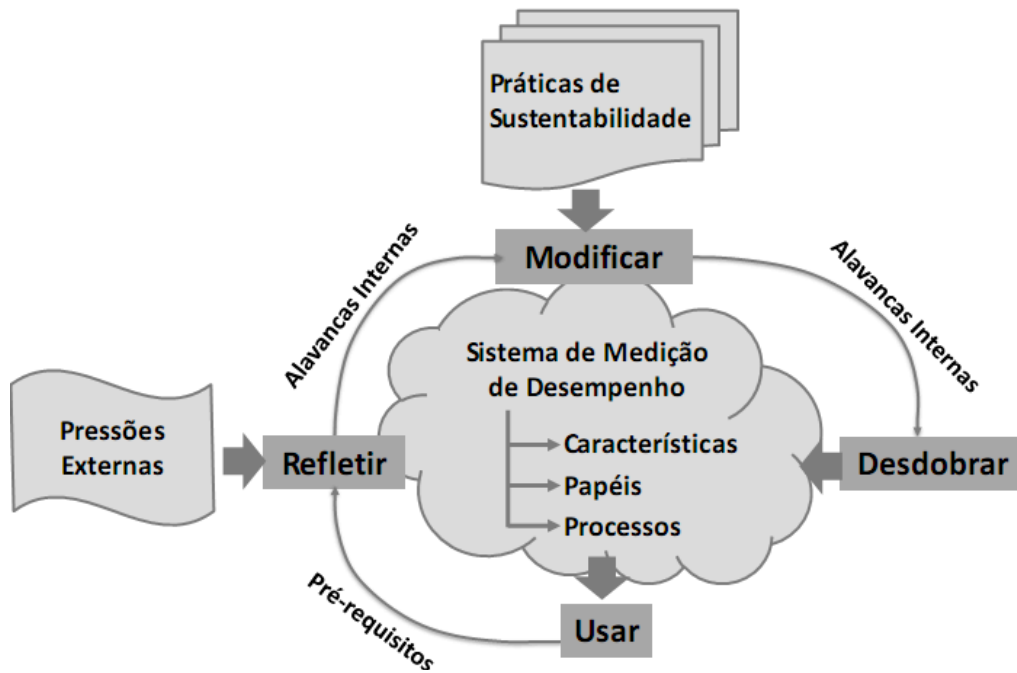 Práticas de
Sustentabilidade
Modificar
Alavancas Internas
Alavancas Internas
Sistema de Medição
de Desempenho
Características
Papéis
Processos
Pressões
Externas
Refletir
Desdobrar
Pré-requisitos
Usar